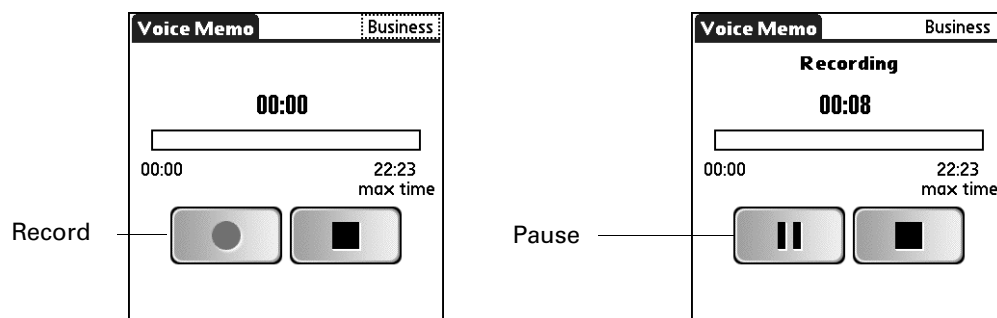 Voice Memo Business
00:00
00:00 22:23
max time
Record
Voice Memo Business
Recording
00:08
00:00 22:23
max time
Pause